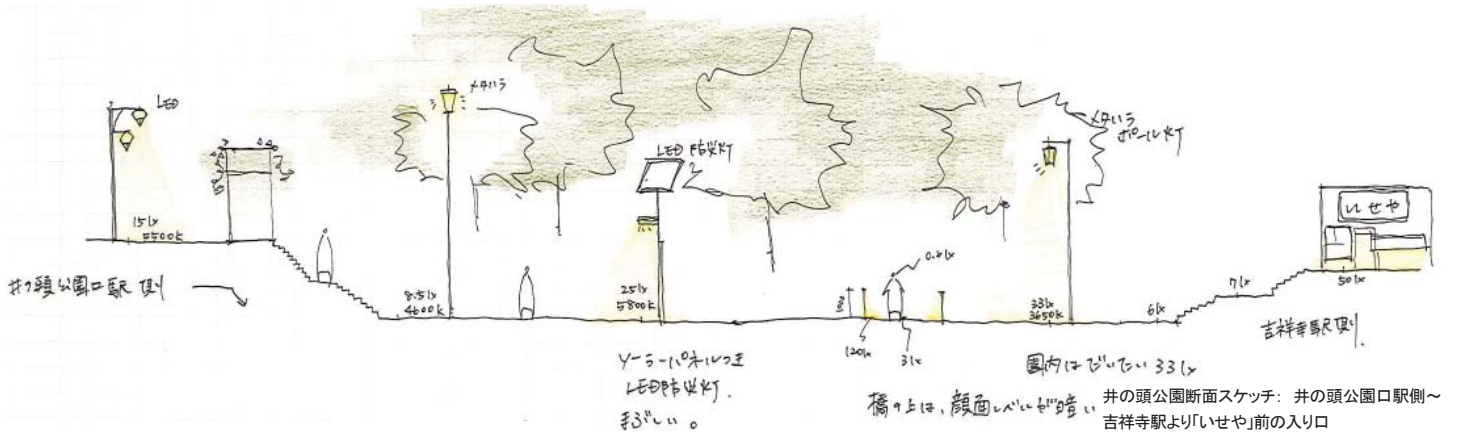 LED
メタハラ
LED防災灯
メタハラ
ポール灯
いせや
15lx
5500k
8.5lx
4600k
25lx
5800k
0.8lx
120lx
3lx
33lx
3650k
6lx
7lx
50lx
井の頭公園口駅側
吉祥寺駅側
ソーラーパネルつき
LED防災灯.
まぶしい。
園内はだいたい33lx
橋の上は、顔面レベルが暗い
井の頭公園断面スケッチ： 井の頭公園口駅側～
吉祥寺駅より「いせや」前の入り口